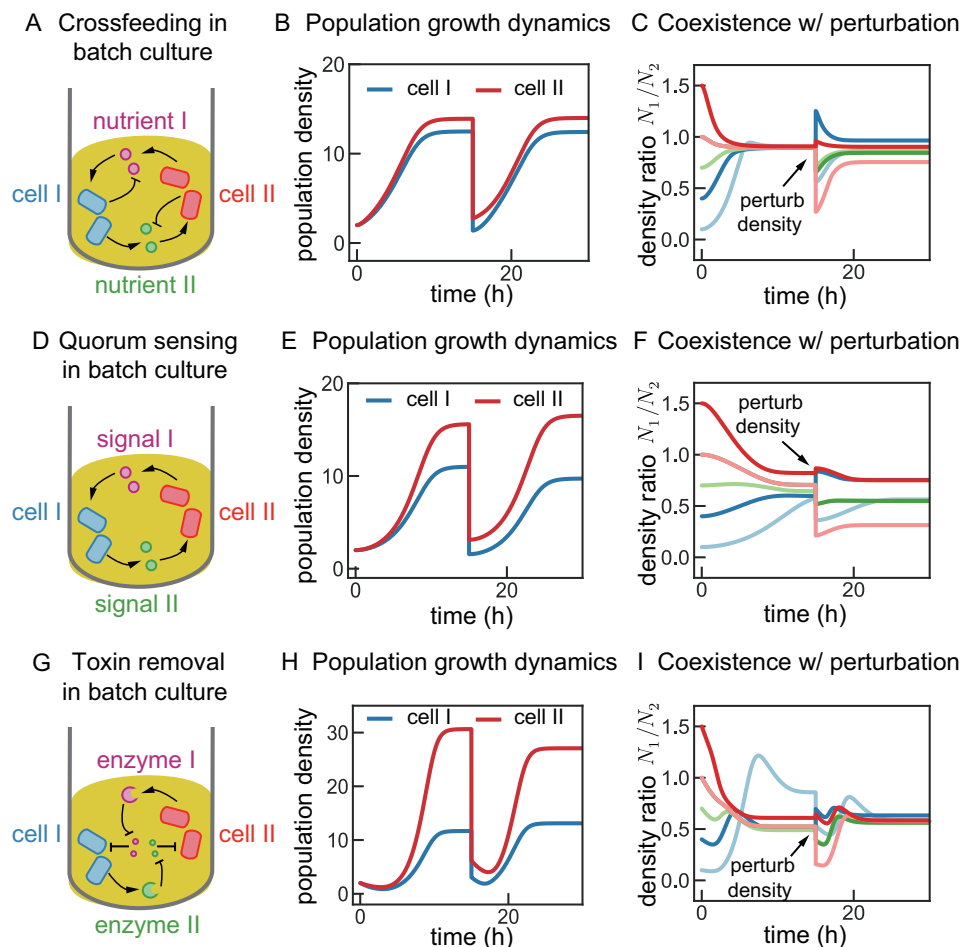 A Crossfeeding in
batch culture
nutrient I
cell I
cell II
nutrient II
B Population growth dynamics
population density
20
10
0
cell I
cell II
0
20
time (h)
C Coexistence w/ perturbation
density ratio N₁/N₂
1.5
1.0
0.5
0.0
perturb
density
0
20
time (h)
D Quorum sensing
in batch culture
signal I
cell I
cell II
signal II
E Population growth dynamics
population density
20
10
0
cell I
cell II
0
20
time (h)
F Coexistence w/ perturbation
density ratio N₁/N₂
1.5
1.0
0.5
0.0
perturb
density
0
20
time (h)
G Toxin removal
in batch culture
enzyme I
cell I
cell II
enzyme II
H Population growth dynamics
population density
30
20
10
0
cell I
cell II
0
20
time (h)
I Coexistence w/ perturbation
density ratio N₁/N₂
1.5
1.0
0.5
0.0
perturb
density
0
20
time (h)